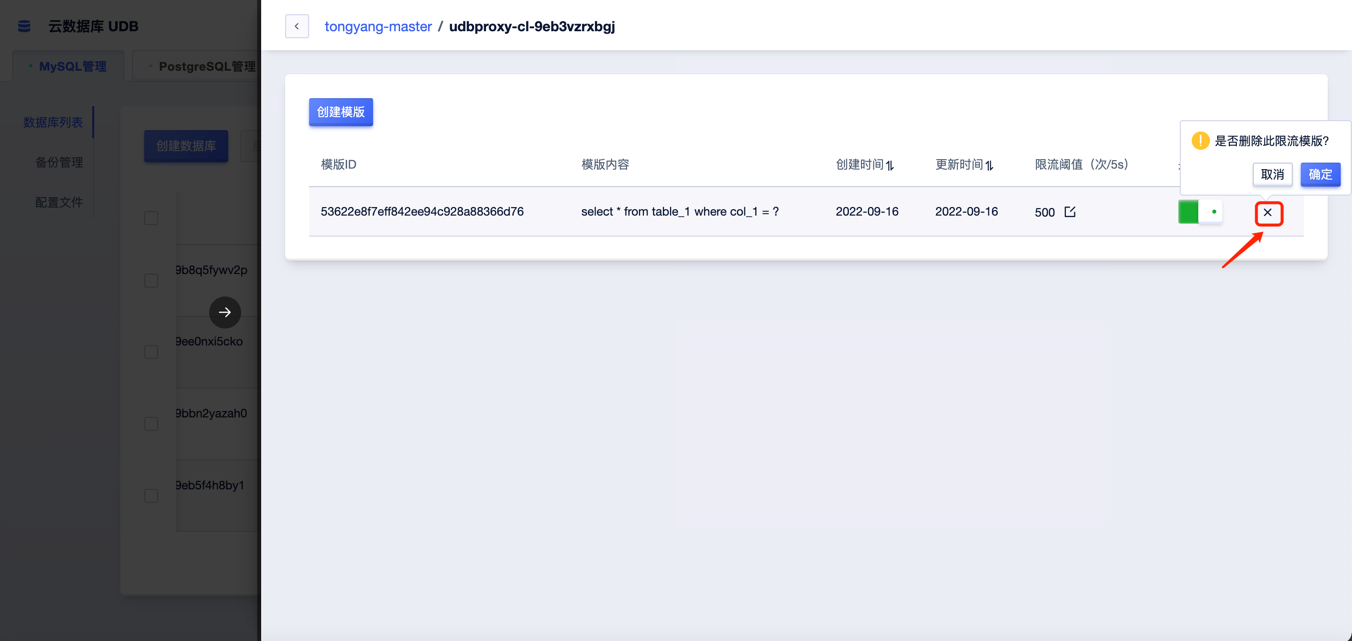 云数据库 UDB
MySQL管理
PostgreSQL管理
数据库列表
备份管理
配置文件
创建数据库
9b8q5fywv2p
9ee0nxi5cko
9bbn2yazah0
9eb5f4h8by1
tongyang-master / udbproxy-cl-9eb3vzrxbgj
创建模版
是否删除此限流模版?
取消 确定
模版ID 模版内容 创建时间 更新时间 限流阈值（次/5s）
53622e8f7eff842ee94c928a88366d76 select * from table_1 where col_1 = ? 2022-09-16 2022-09-16 500